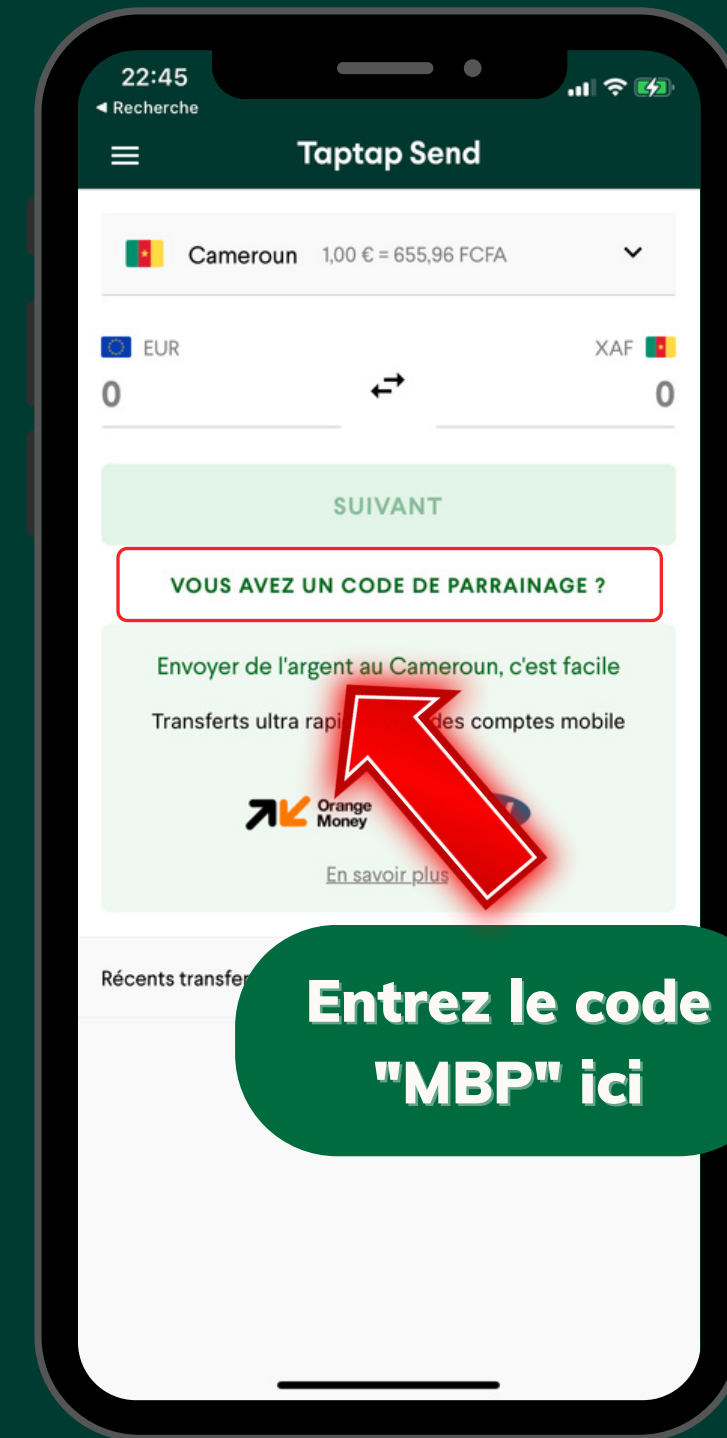 22:45
◀ Recherche
Taptap Send
Cameroun 1,00 € = 655,96 FCFA
EUR XAF
0 0
SUIVANT
VOUS AVEZ UN CODE DE PARRAINAGE ?
Envoyer de l'argent au Cameroun, c'est facile
Transferts ultra des comptes mobile
Orange
Money
En savoir plus
Récents
Entrez le code
"MBP" ici